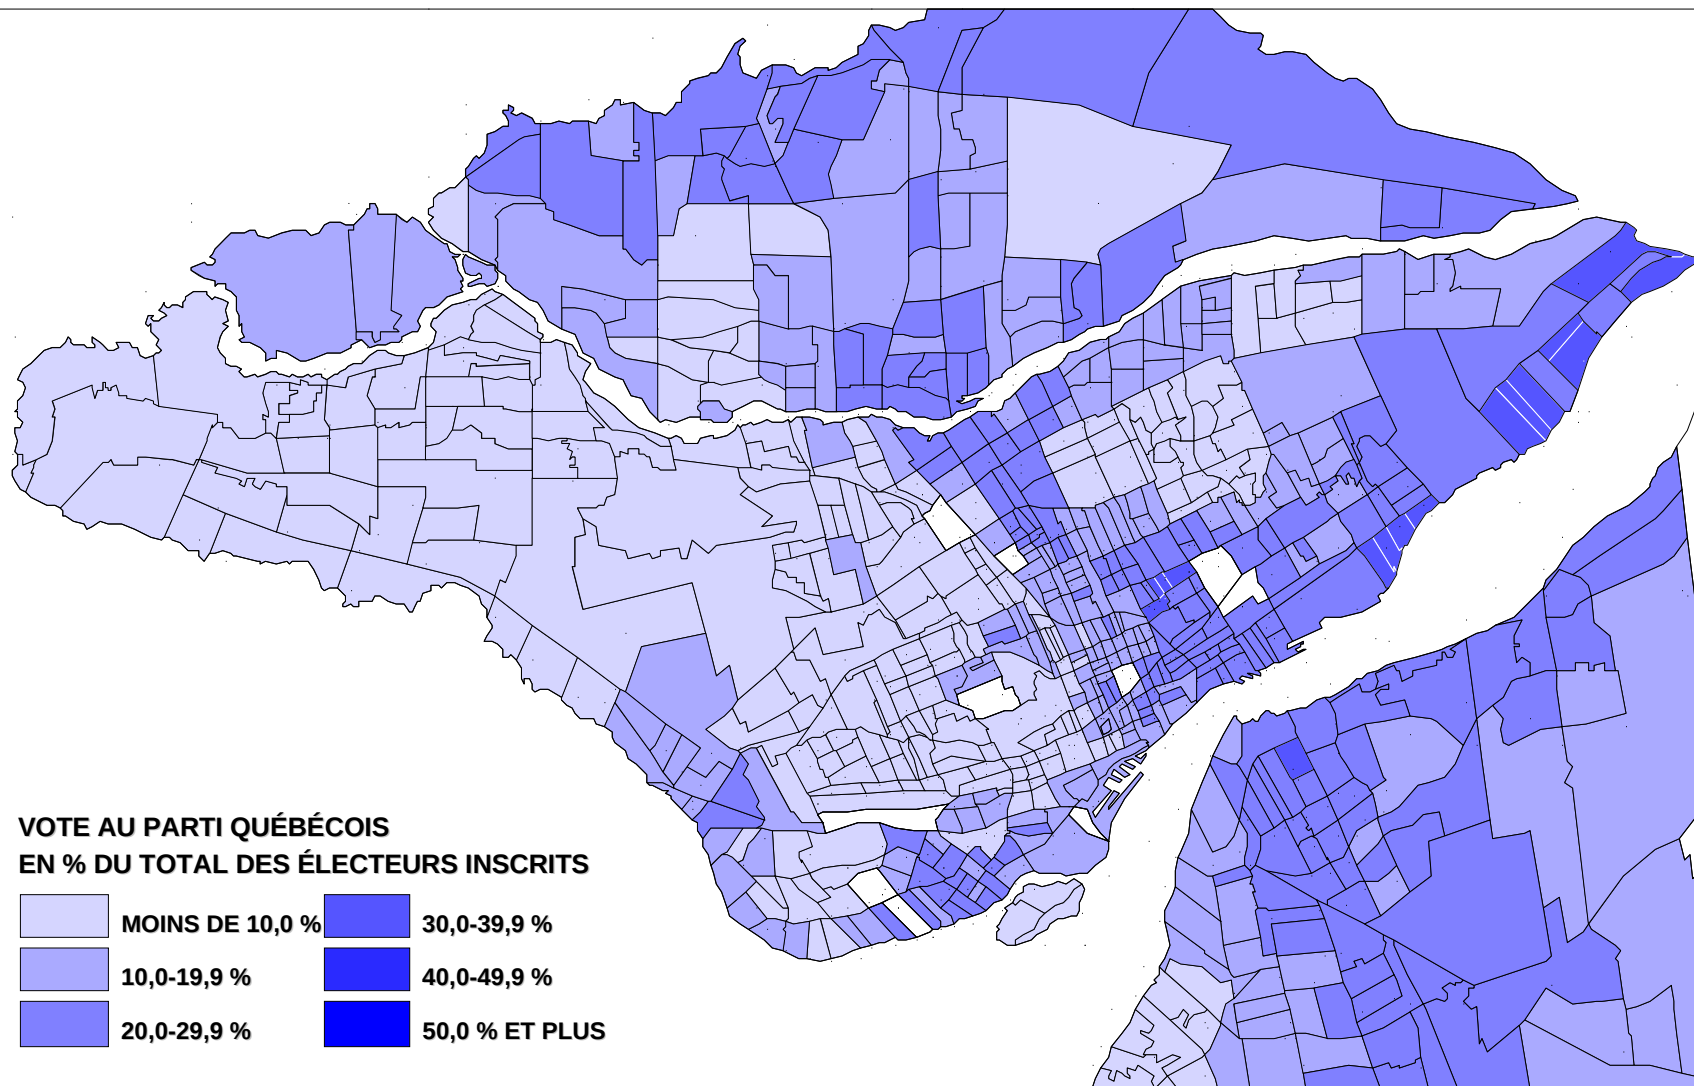 VOTE AU PARTI QUÉBÉCOIS
EN % DU TOTAL DES ÉLECTEURS INSCRITS
MOINS DE 10,0 %
10,0-19,9 %
20,0-29,9 %
30,0-39,9 %
40,0-49,9 %
50,0 % ET PLUS